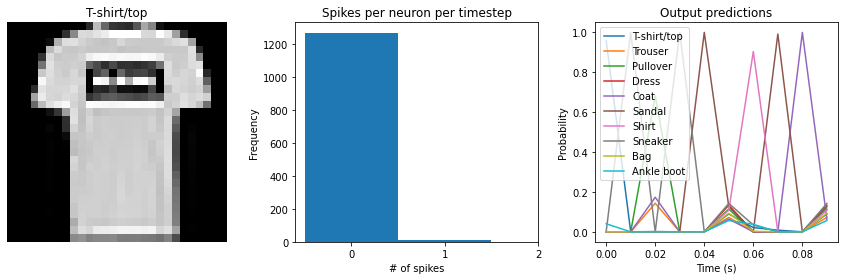 T-shirt/top
Spikes per neuron per timestep
Frequency
1200
1000
800
600
400
200
0
0
1
2
# of spikes
Output predictions
Probability
1.0
0.8
0.6
0.4
0.2
0.0
T-shirt/top
Trouser
Pullover
Dress
Coat
Sandal
Shirt
Sneaker
Bag
Ankle boot
0.00
0.02
0.04
0.06
0.08
Time (s)